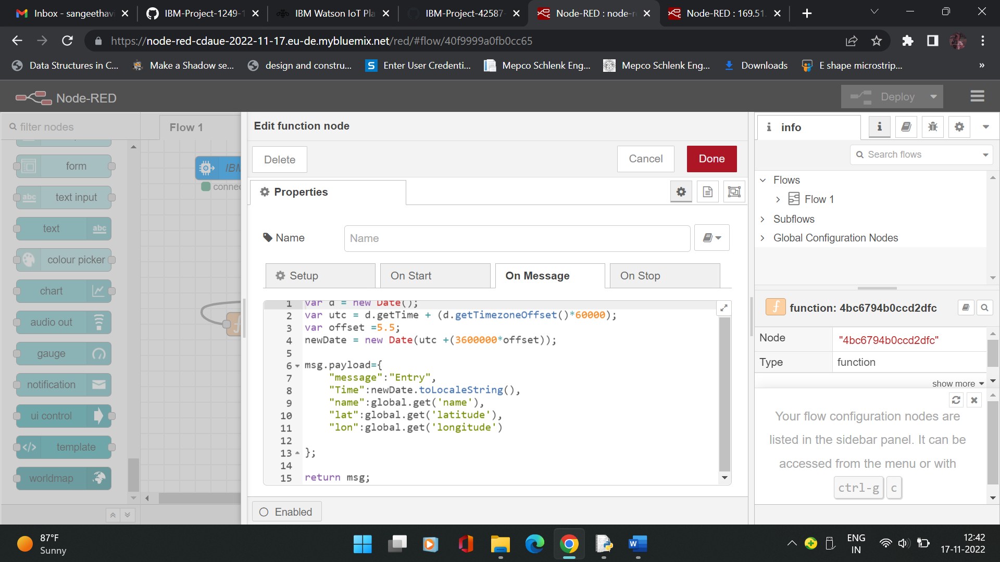 Inbox - sangeethavi
IBM-Project-1249-1
IBM Watson IoT Pla
IBM-Project-42587-
Node-RED : node-r
Node-RED : 169.51.
https://node-red-cdaue-2022-11-17.eu-de.mybluemix.net/red/#flow/40f9999a0fb0cc65
Data Structures in C...
Make a Shadow se...
design and constru...
S
Enter User Credenti...
Mepco Schlenk Eng...
Mepco Schlenk Eng...
Downloads
E shape microstrip...
»
Node-RED
Deploy
filter nodes
form
abc
text input
text
abc
colour picker
chart
audio out
gauge
notification
ui control
template
worldmap
Flow 1
IBM
connec
Edit function node
Delete
Cancel
Done
Properties
Name
Name
Setup
On Start
On Message
On Stop
1 var d = new Date();
2 var utc = d.getTime + (d.getTimezoneOffset()*60000);
3 var offset =5.5;
4 newDate = new Date(utc +(3600000*offset));
5
6 msg.payload={
7 "message":"Entry",
8 "Time":newDate.toLocaleString(),
9 "name":global.get('name'),
10 "lat":global.get('latitude'),
11 "lon":global.get('longitude')
12
13 };
14
15 return msg;
Enabled
i info
i
Search flows
Flows
Flow 1
Subflows
Global Configuration Nodes
f function: 4bc6794b0ccd2dfc
Node "4bc6794b0ccd2dfc"
Type function
show more
Your flow configuration nodes are
listed in the sidebar panel. It can be
accessed from the menu or with
ctrl-g c
87°F
Sunny
W
ENG
IN
12:42
17-11-2022